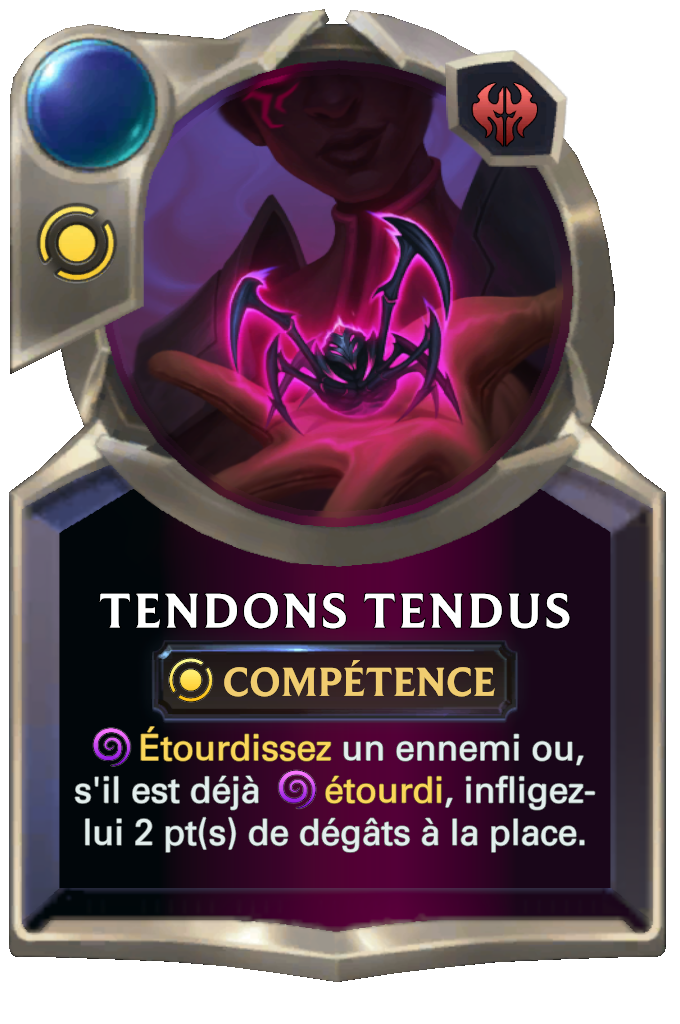 TENDONS TENDUS
COMPÉTENCE
Étourdissez un ennemi ou,
s'il est déjà étourdi, infligez-
lui 2 pt(s) de dégâts à la place.